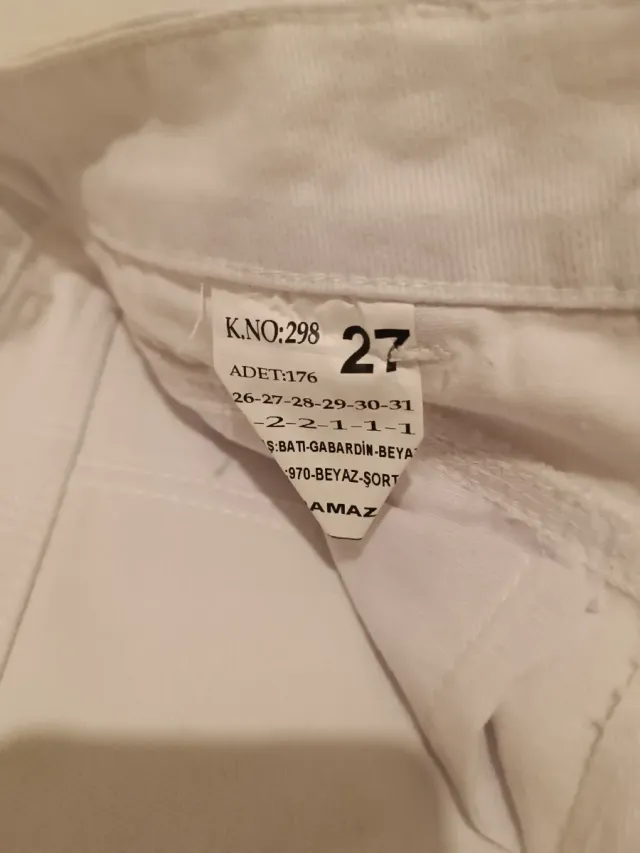 K.NO:298 27
ADET:176
26-27-28-29-30-31
-2-2-1-1-1
Ş:BATI-GABARDİN-BEYA
:970-BEYAZ-ŞORT
AMAZ